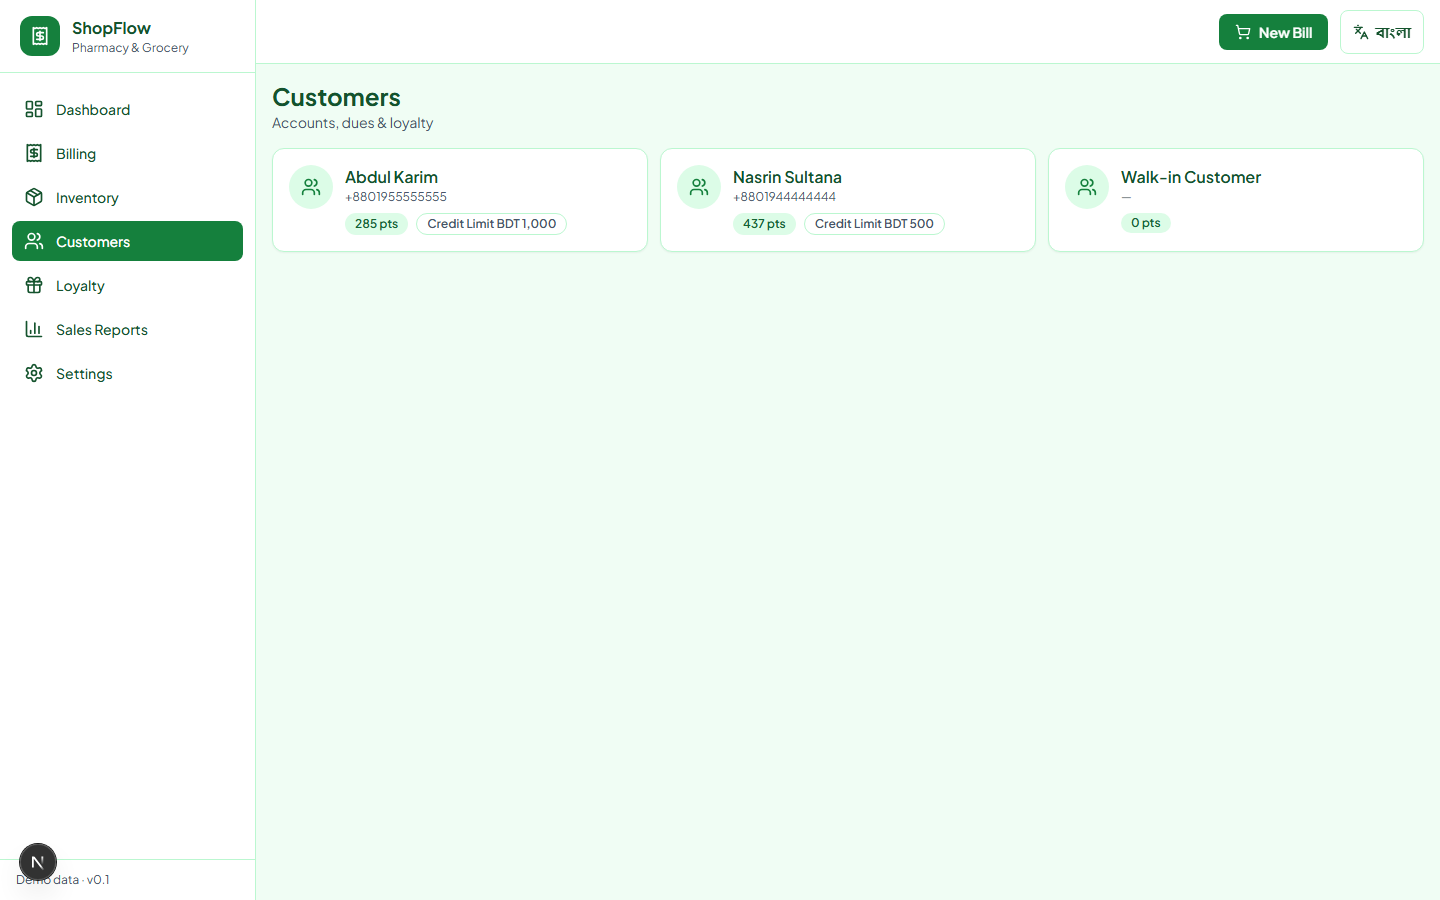 ShopFlow
Pharmacy & Grocery
Dashboard
Billing
Inventory
Customers
Loyalty
Sales Reports
Settings
Demo data · v0.1
New Bill
বাংলা
Customers
Accounts, dues & loyalty
Abdul Karim
+8801955555555
285 pts
Credit Limit BDT 1,000
Nasrin Sultana
+8801944444444
437 pts
Credit Limit BDT 500
Walk-in Customer
—
0 pts